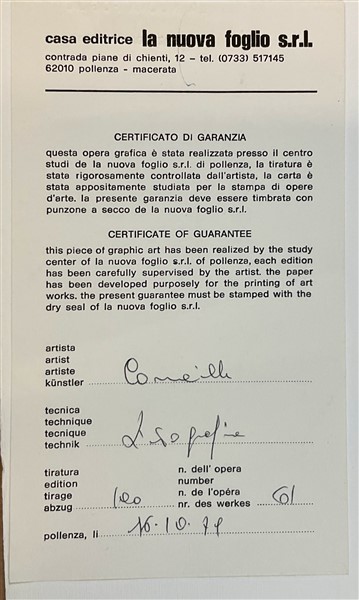 casa editrice la nuova foglio s.r.l.
contrada piane di chienti, 12 - tel. (0733) 517145
62010 pollenza - macerata
CERTIFICATO DI GARANZIA
questa opera grafica è stata realizzata presso il centro
studi de la nuova foglio s.r.l. di pollenza, la tiratura è
stata rigorosamente controllata dall'artista, la carta è
stata appositamente studiata per la stampa di opere
d'arte. la presente garanzia deve essere timbrata con
punzone a secco de la nuova foglio s.r.l.
CERTIFICATE OF GUARANTEE
this piece of graphic art has been realized by the study
center of la nuova foglio s.r.l. of pollenza, each edition
has been carefully supervised by the artist. the paper
has been developed purposely for the printing of art
works. the present guarantee must be stamped with the
dry seal of la nuova foglio s.r.l.
artista
artist
artiste
künstler Corneille
tecnica
technique
tecnique
technik
tiratura n. dell' opera
edition number
tirage n. de l'opéra
abzug 100 nr. des werkes
pollenza, li